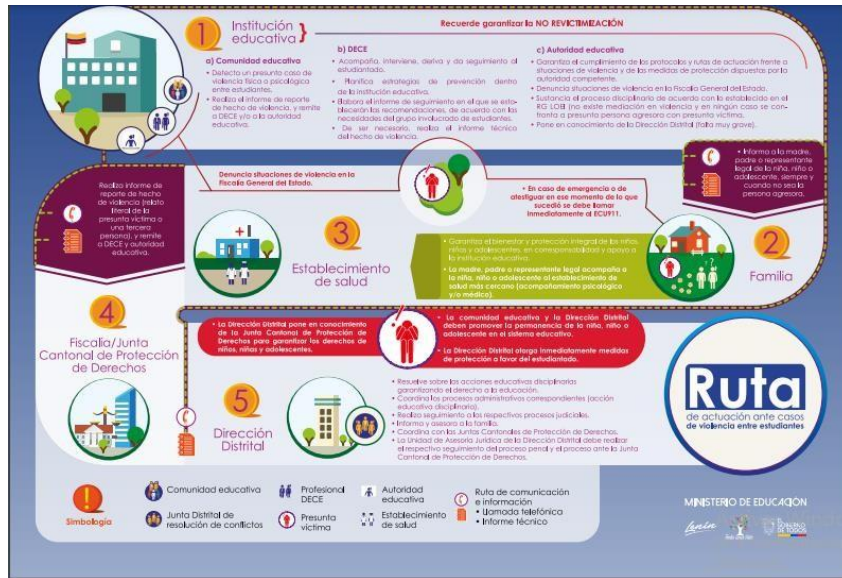 Recuerde garantizar la NO REVICTIMIZACIÓN
1
Institución
educativa
a) Comunidad educativa
• Detecta un presunto caso de
violencia física o psicológica
entre estudiantes.
• Realiza el informe de reporte
de hecho de violencia, y remite
a DECE y/o a la autoridad
educativa.
b) DECE
• Acompaña, interviene, deriva y da seguimiento al
estudiantado.
• Planifica estrategias de prevención dentro
de la institución educativa.
• Elabora el informe de seguimiento en el que se esta-
blecerán las recomendaciones, de acuerdo con las
necesidades del grupo involucrado de estudiantes.
• De ser necesario, realiza el informe técnico
del hecho de violencia.
c) Autoridad educativa
• Garantiza el cumplimiento de los protocolos y rutas de actuación frente a
situaciones de violencia y de las medidas de protección dispuestas por la
autoridad competente.
• Denuncia situaciones de violencia en la Fiscalía General del Estado.
• Sustancia el proceso disciplinario de acuerdo con lo establecido en el
RG LOEI (no existe mediación en violencia y en ningún caso se con-
fronta a presunta persona agresora con presunta víctima.
• Pone en conocimiento de la Dirección Distrital (falta muy grave).
• Informa a la madre,
padre o representante
legal de la niña, niño o
adolescente, siempre y
cuando no sea la
persona agresora.
Denuncia situaciones de violencia en la
Fiscalía General del Estado.
• En caso de emergencia o de
atestiguar en ese momento de lo que
sucedió se debe llamar
inmediatamente al ECU911.
Realiza informe de
reporte de hecho
de violencia (relato
literal de la
presunta víctima o
una tercera
persona), y remite
a DECE y autoridad
educativa.
2
Familia
• Garantiza el bienestar y protección integral de los niños,
niñas y adolescentes, en corresponsabilidad y apoyo a
la institución educativa.
• La madre, padre o representante legal acompaña a
la niña, niño o adolescente al establecimiento de
salud más cercano (acompañamiento psicológico
y/o médico).
3
Establecimiento
de salud
4
Fiscalía/Junta
Cantonal de Protección
de Derechos
• La Dirección Distrital pone en conocimiento
de la Junta Cantonas de Protección de
Derechos para garantizar los derechos de
niños, niñas y adolescentes.
• La comunidad educativa y la Dirección Distrital
deben promover la permanencia de la niña, niño o
adolescente en el sistema educativo.
• La Dirección Distrital otorga inmediatamente medidas
de protección a favor del estudiantado.
5
Dirección
Distrital
• Resuelve sobre las acciones educativas disciplinarias
garantizando el derecho a la educación.
• Coordina los procesos administrativos correspondientes (acción
educativa disciplinaria).
• Realiza seguimiento a los respectivos procesos judiciales.
• Informa y asesora a la familia.
• Coordina con las Juntas Cantonales de Protección de Derechos.
• La Unidad de Asesoría Jurídica de la Dirección Distrital debe realizar
el respectivo seguimiento del proceso penal y el proceso ante la Junta
Cantonal de Protección de Derechos.
Ruta
de actuación ante casos
de violencia entre estudiantes
Simbología
Comunidad educativa
Junta Distrital de
resolución de conflictos
Profesional
DECE
Presunta
víctima
Autoridad
educativa
Establecimiento
de salud
Ruta de comunicación
e información
• Llamada telefónica
• Informe técnico
MINISTERIO DE EDUCACIÓN
Lenín
EL GOBIERNO
DE TODOS